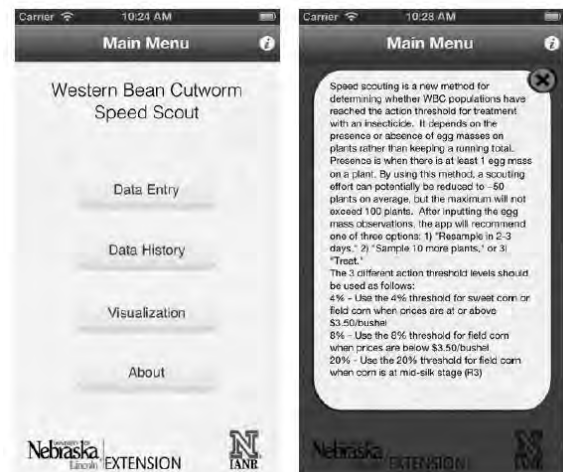 Carrier 10:24 AM
Main Menu
Western Bean Cutworm
Speed Scout
Data Entry
Data History
Visualization
About
Nebraska
Lincoln
EXTENSION
IANR
Carrier 10:28 AM
Main Menu
Speed scouting is a new method for
determining whether WBC populations have
reached the action threshold for treatment
with an insecticide. It depends on the
presence or absence of egg masses on
plants rather than keeping a running total.
Presence is when there is at least 1 egg mass
on a plant. By using this method, a scouting
effort can potentially be reduced to ~50
plants on average, but the maximum will not
exceed 100 plants. After inputting the egg
mass observations, the app will recommend
one of three options: 1) "Resample in 2-3
days," 2) "Sample 10 more plants," or 3)
"Treat."
The 3 different action threshold levels should
be used as follows:
4% - Use the 4% threshold for sweet corn or
field corn when prices are at or above
$3.50/bushel
8% - Use the 8% threshold for field corn
when prices are below $3.50/bushel
20% - Use the 20% threshold for field corn
when corn is at mid-silk stage (R3)
Nebraska
EXTENSION